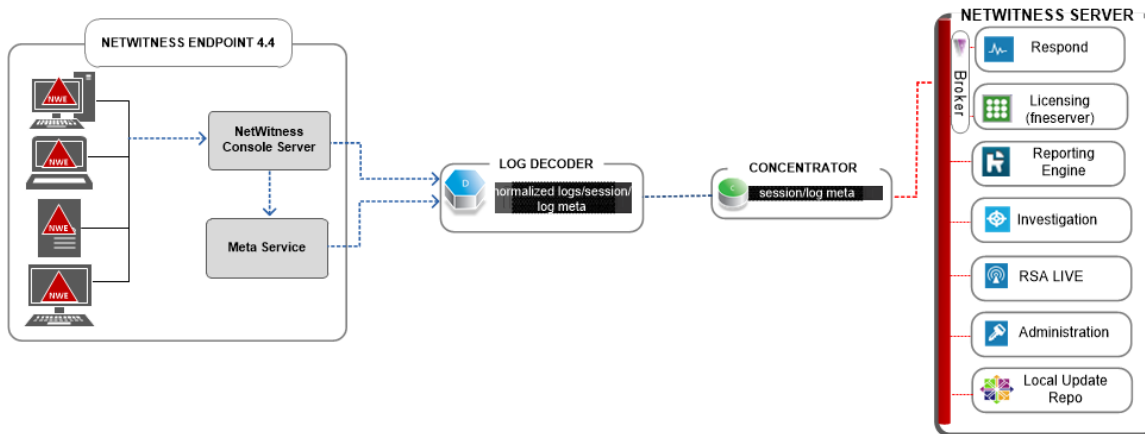 NETWITNESS ENDPOINT 4.4
NWE
NWE
NWE
NWE
NetWitness
Console Server
Meta Service
LOG DECODER
D
normalized logs/session/
log meta
CONCENTRATOR
C
session/log meta
NETWITNESS SERVER
Broker
Respond
Licensing
(fneserver)
Reporting
Engine
Investigation
RSA LIVE
Administration
Local Update
Repo